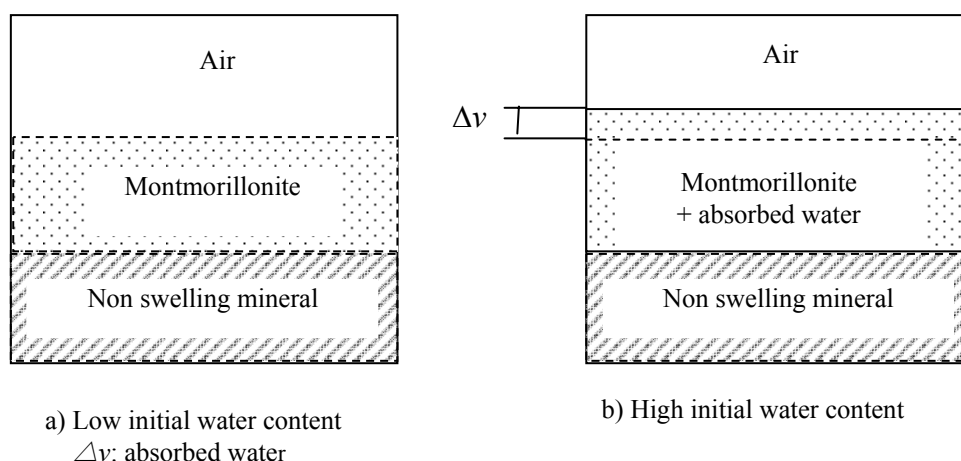 Air
Montmorillonite
Non swelling mineral
a) Low initial water content
△v: absorbed water
Δv
Air
Montmorillonite
+ absorbed water
Non swelling mineral
b) High initial water content